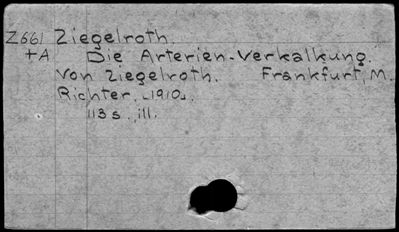 Z661 Ziegelroth
+A Die Arterien-Verkalkung.
Von Ziegelroth. Frankfurt, M.
Richter, [1910].
113 s. ill.